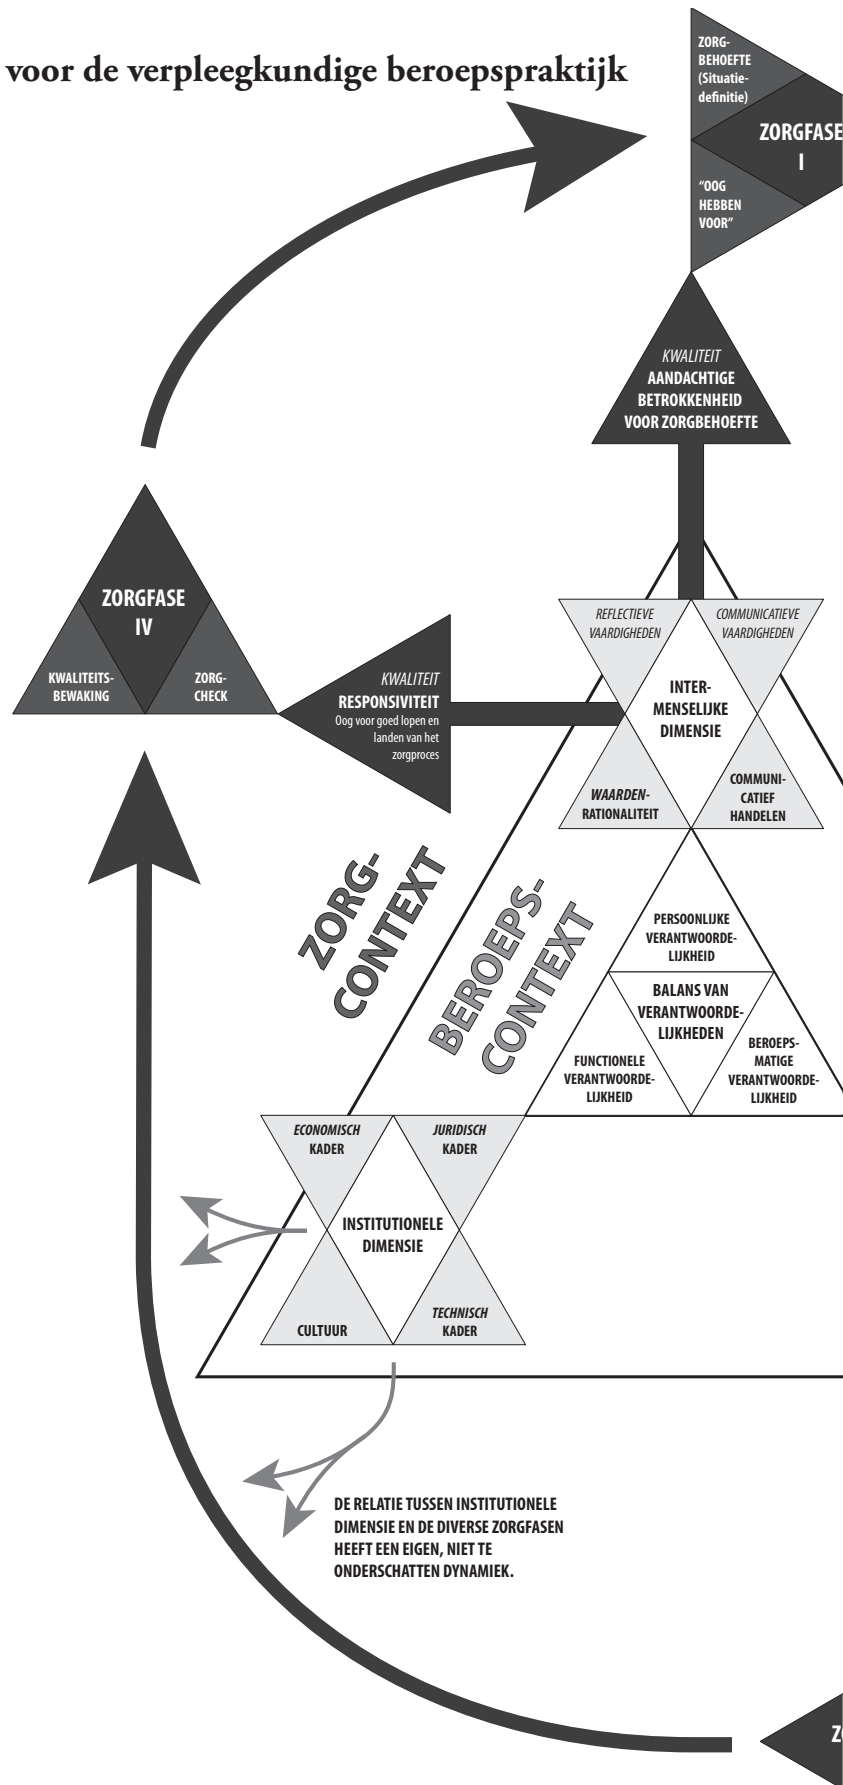 voor de verpleegkundige beroepspraktijk
ZORG-
BEHOEFTE
(Situatie-
definitie)
ZORGFASE
I
“OOG
HEBBEN
VOOR”
KWALITEIT
AANDACHTIGE
BETROKKENHEID
VOOR ZORGBEHOEFTE
ZORGFASE
IV
KWALITEITS-
BEWAKING
ZORG-
CHECK
KWALITEIT
RESPONSIVITEIT
Oog voor goed lopen en
landen van het
zorgproces
REFLECTIEVE
VAARDIGHEDEN
COMMUNICATIEVE
VAARDIGHEDEN
INTER-
MENSELIJKE
DIMENSIE
WAARDEN-
RATIONALITEIT
COMMUNI-
CATIEF
HANDELEN
ZORG-
CONTEXT
BEROEPS-
CONTEXT
PERSOONLIJKE
VERANTWOORDE-
LIJKHEID
BALANS VAN
VERANTWOORDE-
LIJKHEDEN
FUNCTIONELE
VERANTWOORDE-
LIJKHEID
BEROEPS-
MATIGE
VERANTWOORDE-
LIJKHEID
ECONOMISCH
KADER
JURIDISCH
KADER
INSTITUTIONELE
DIMENSIE
CULTUUR
TECHNISCH
KADER
DE RELATIE TUSSEN INSTITUTIONELE
DIMENSIE EN DE DIVERSE ZORGFASEN
HEEFT EEN EIGEN, NIET TE
ONDERSCHATTEN DYNAMIEK.